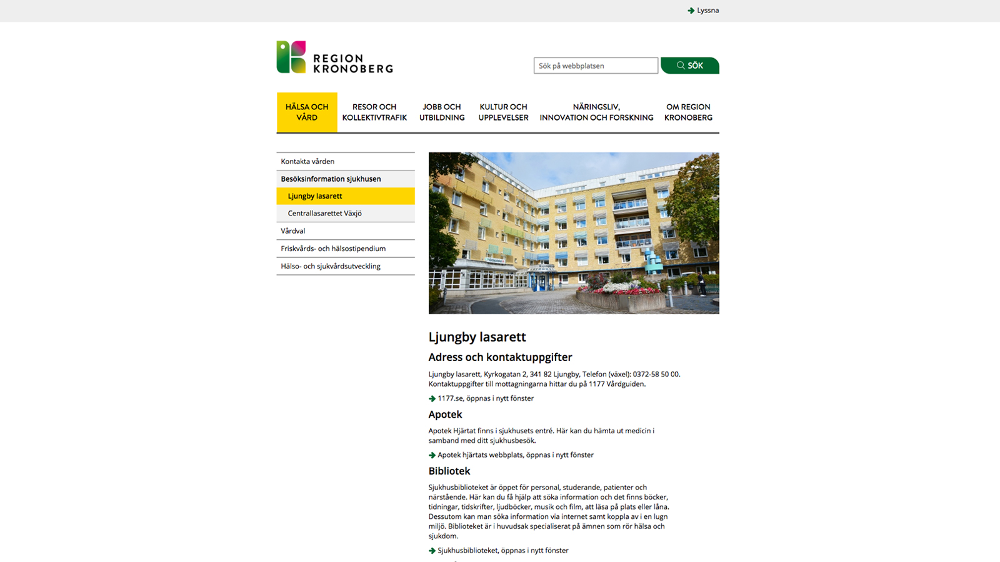 Lyssna
REGION
KRONOBERG
Sök på webbplatsen
SÖK
HÄLSA OCH
VÅRD
RESOR OCH
KOLLEKTIVTRAFIK
JOBB OCH
UTBILDNING
KULTUR OCH
UPPLEVELSER
NÄRINGSLIV,
INNOVATION OCH FORSKNING
OM REGION
KRONOBERG
Kontakta vården
Besöksinformation sjukhusen
Ljungby lasarett
Centrallasarettet Växjö
Vårdval
Friskvårds- och hälsostipendium
Hälso- och sjukvårdsutveckling
Ljungby lasarett
Adress och kontaktuppgifter
Ljungby lasarett, Kyrkogatan 2, 341 82 Ljungby, Telefon (växel): 0372-58 50 00.
Kontaktuppgifter till mottagningarna hittar du på 1177 Vårdguiden.
1177.se, öppnas i nytt fönster
Apotek
Apotek Hjärtat finns i sjukhusets entré. Här kan du hämta ut medicin i
samband med ditt sjukhusbesök.
Apotek hjärtats webbplats, öppnas i nytt fönster
Bibliotek
Sjukhusbiblioteket är öppet för personal, studerande, patienter och
närstående. Här kan du få hjälp att söka information och det finns böcker,
tidningar, tidskrifter, ljudböcker, musik och film, att läsa på plats eller låna.
Dessutom kan man söka information via internet samt koppla av i en lugn
miljö. Biblioteket är i huvudsak specialiserat på ämnen som rör hälsa och
sjukdom.
Sjukhusbiblioteket, öppnas i nytt fönster